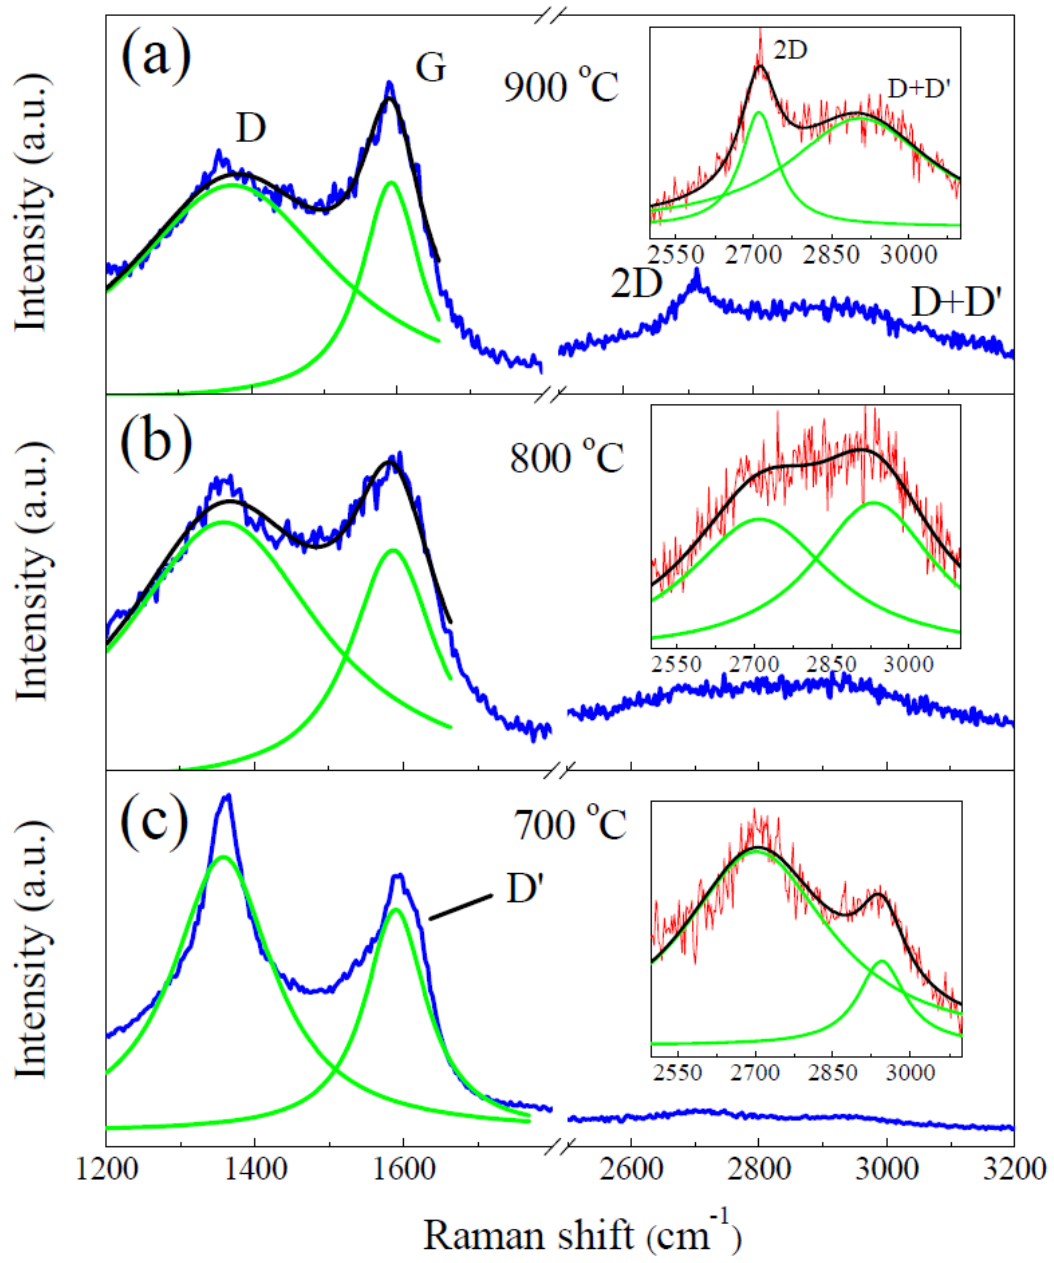 (a)
D
G
900 °C
2D
D+D'
2550 2700 2850 3000
2D
D+D'
Intensity (a.u.)
(b)
800 °C
2550 2700 2850 3000
Intensity (a.u.)
(c)
700 °C
D'
2550 2700 2850 3000
Intensity (a.u.)
1200 1400 1600 2600 2800 3000 3200
Raman shift (cm⁻¹)